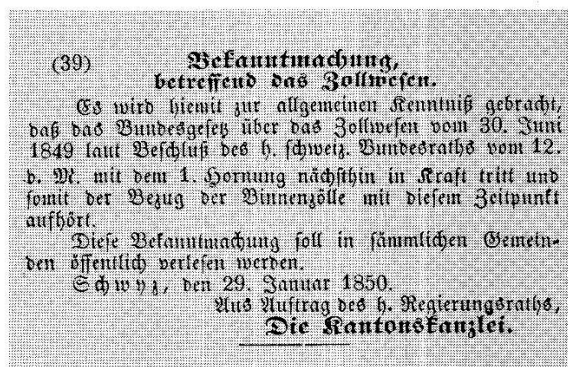 (39) Bekanntmachung,
betreffend das Zollwesen.
Es wird hiemit zur allgemeinen Kenntniß gebracht,
daß das Bundesgesetz über das Zollwesen vom 30. Juni
1849 laut Beschluß des h. schweiz. Bundesraths vom 12.
d. M. mit dem 1. Hornung nächsthin in Kraft tritt und
somit der Bezug der Binnenzölle mit diesem Zeitpunkt
aufhört.
Diese Bekanntmachung soll in sämmlichen Gemein-
den öffentlich verlesen werden.
Schwyz, den 29. Januar 1850.
Aus Auftrag des h. Regierungsraths,
Die Kantonskanzlei.